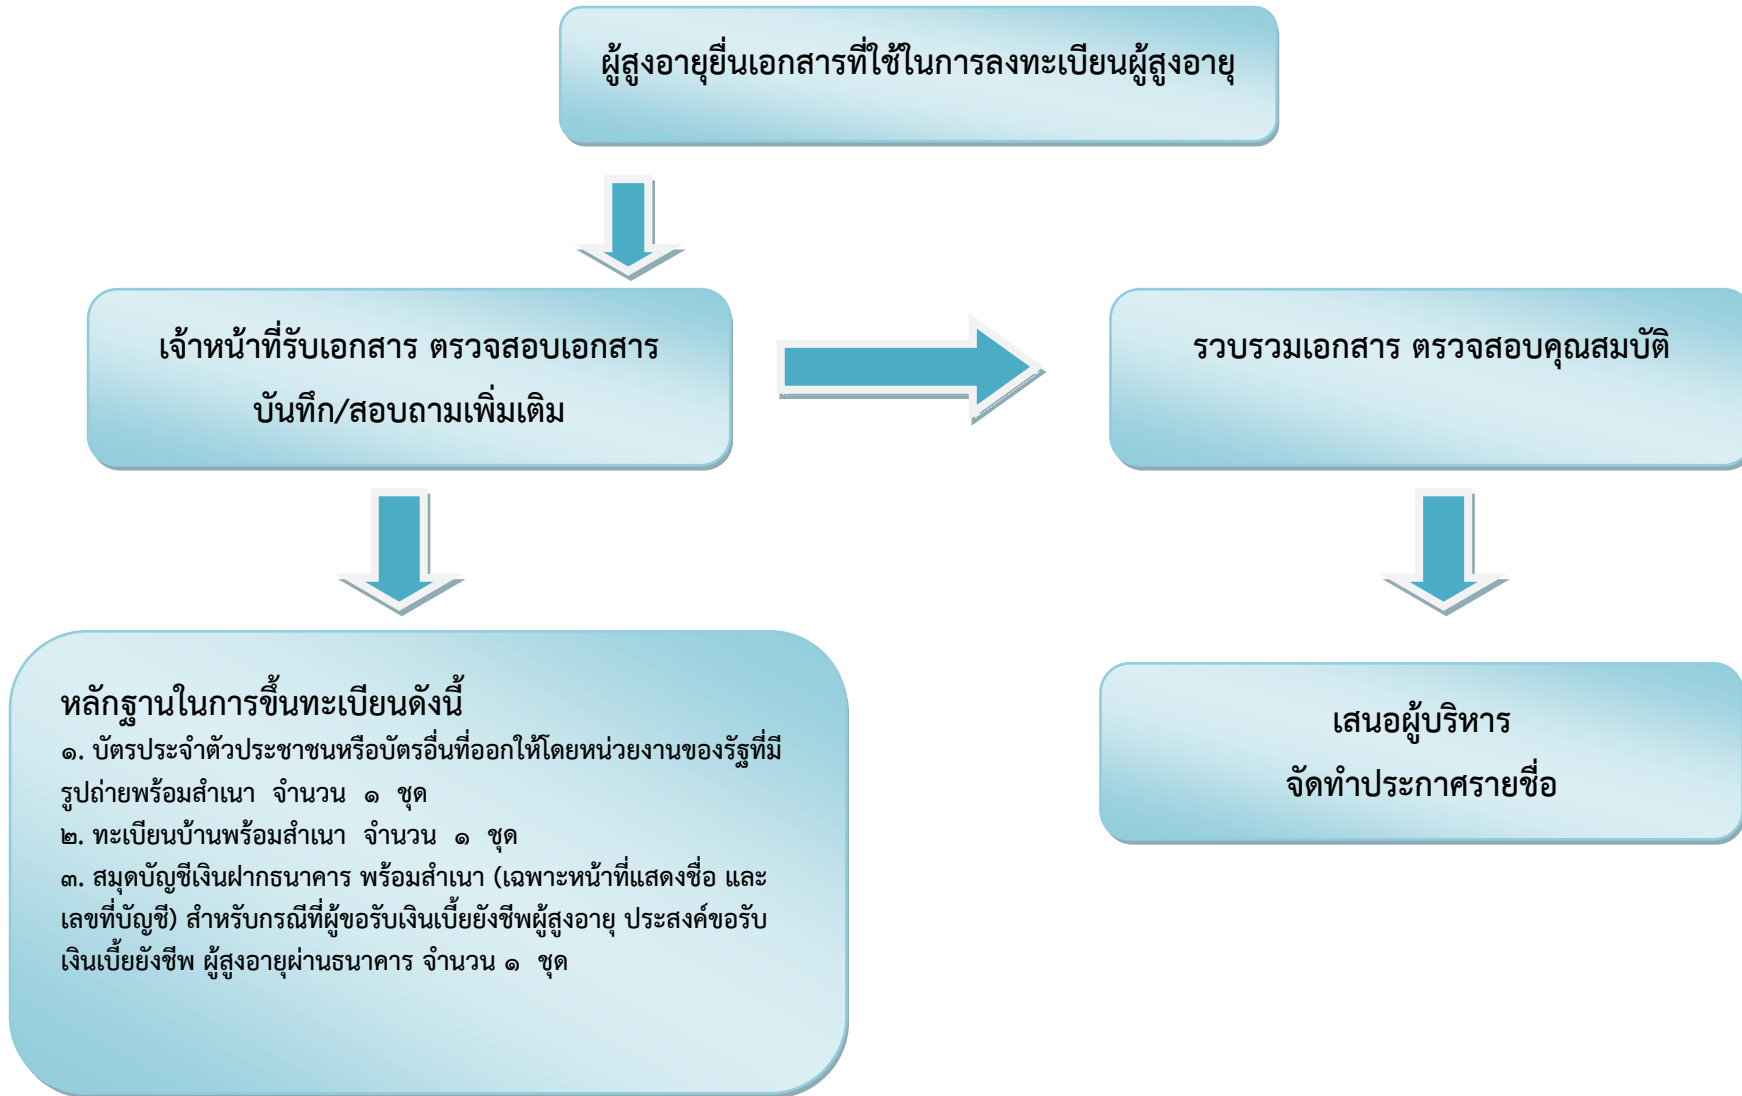 ผู้สูงอายุยื่นเอกสารที่ใช้ในการลงทะเบียนผู้สูงอายุ
เจ้าหน้าที่รับเอกสาร ตรวจสอบเอกสาร
บันทึก/สอบถามเพิ่มเติม
รวบรวมเอกสาร ตรวจสอบคุณสมบัติ
หลักฐานในการขึ้นทะเบียนดังนี้
๑. บัตรประจำตัวประชาชนหรือบัตรอื่นที่ออกให้โดยหน่วยงานของรัฐที่มี
รูปถ่ายพร้อมสำเนา จำนวน ๑ ชุด
๒. ทะเบียนบ้านพร้อมสำเนา จำนวน ๑ ชุด
๓. สมุดบัญชีเงินฝากธนาคาร พร้อมสำเนา (เฉพาะหน้าที่แสดงชื่อ และ
เลขที่บัญชี) สำหรับกรณีที่ผู้ขอรับเงินเบี้ยยังชีพผู้สูงอายุ ประสงค์ขอรับ
เงินเบี้ยยังชีพ ผู้สูงอายุผ่านธนาคาร จำนวน ๑ ชุด
เสนอผู้บริหาร
จัดทำประกาศรายชื่อ